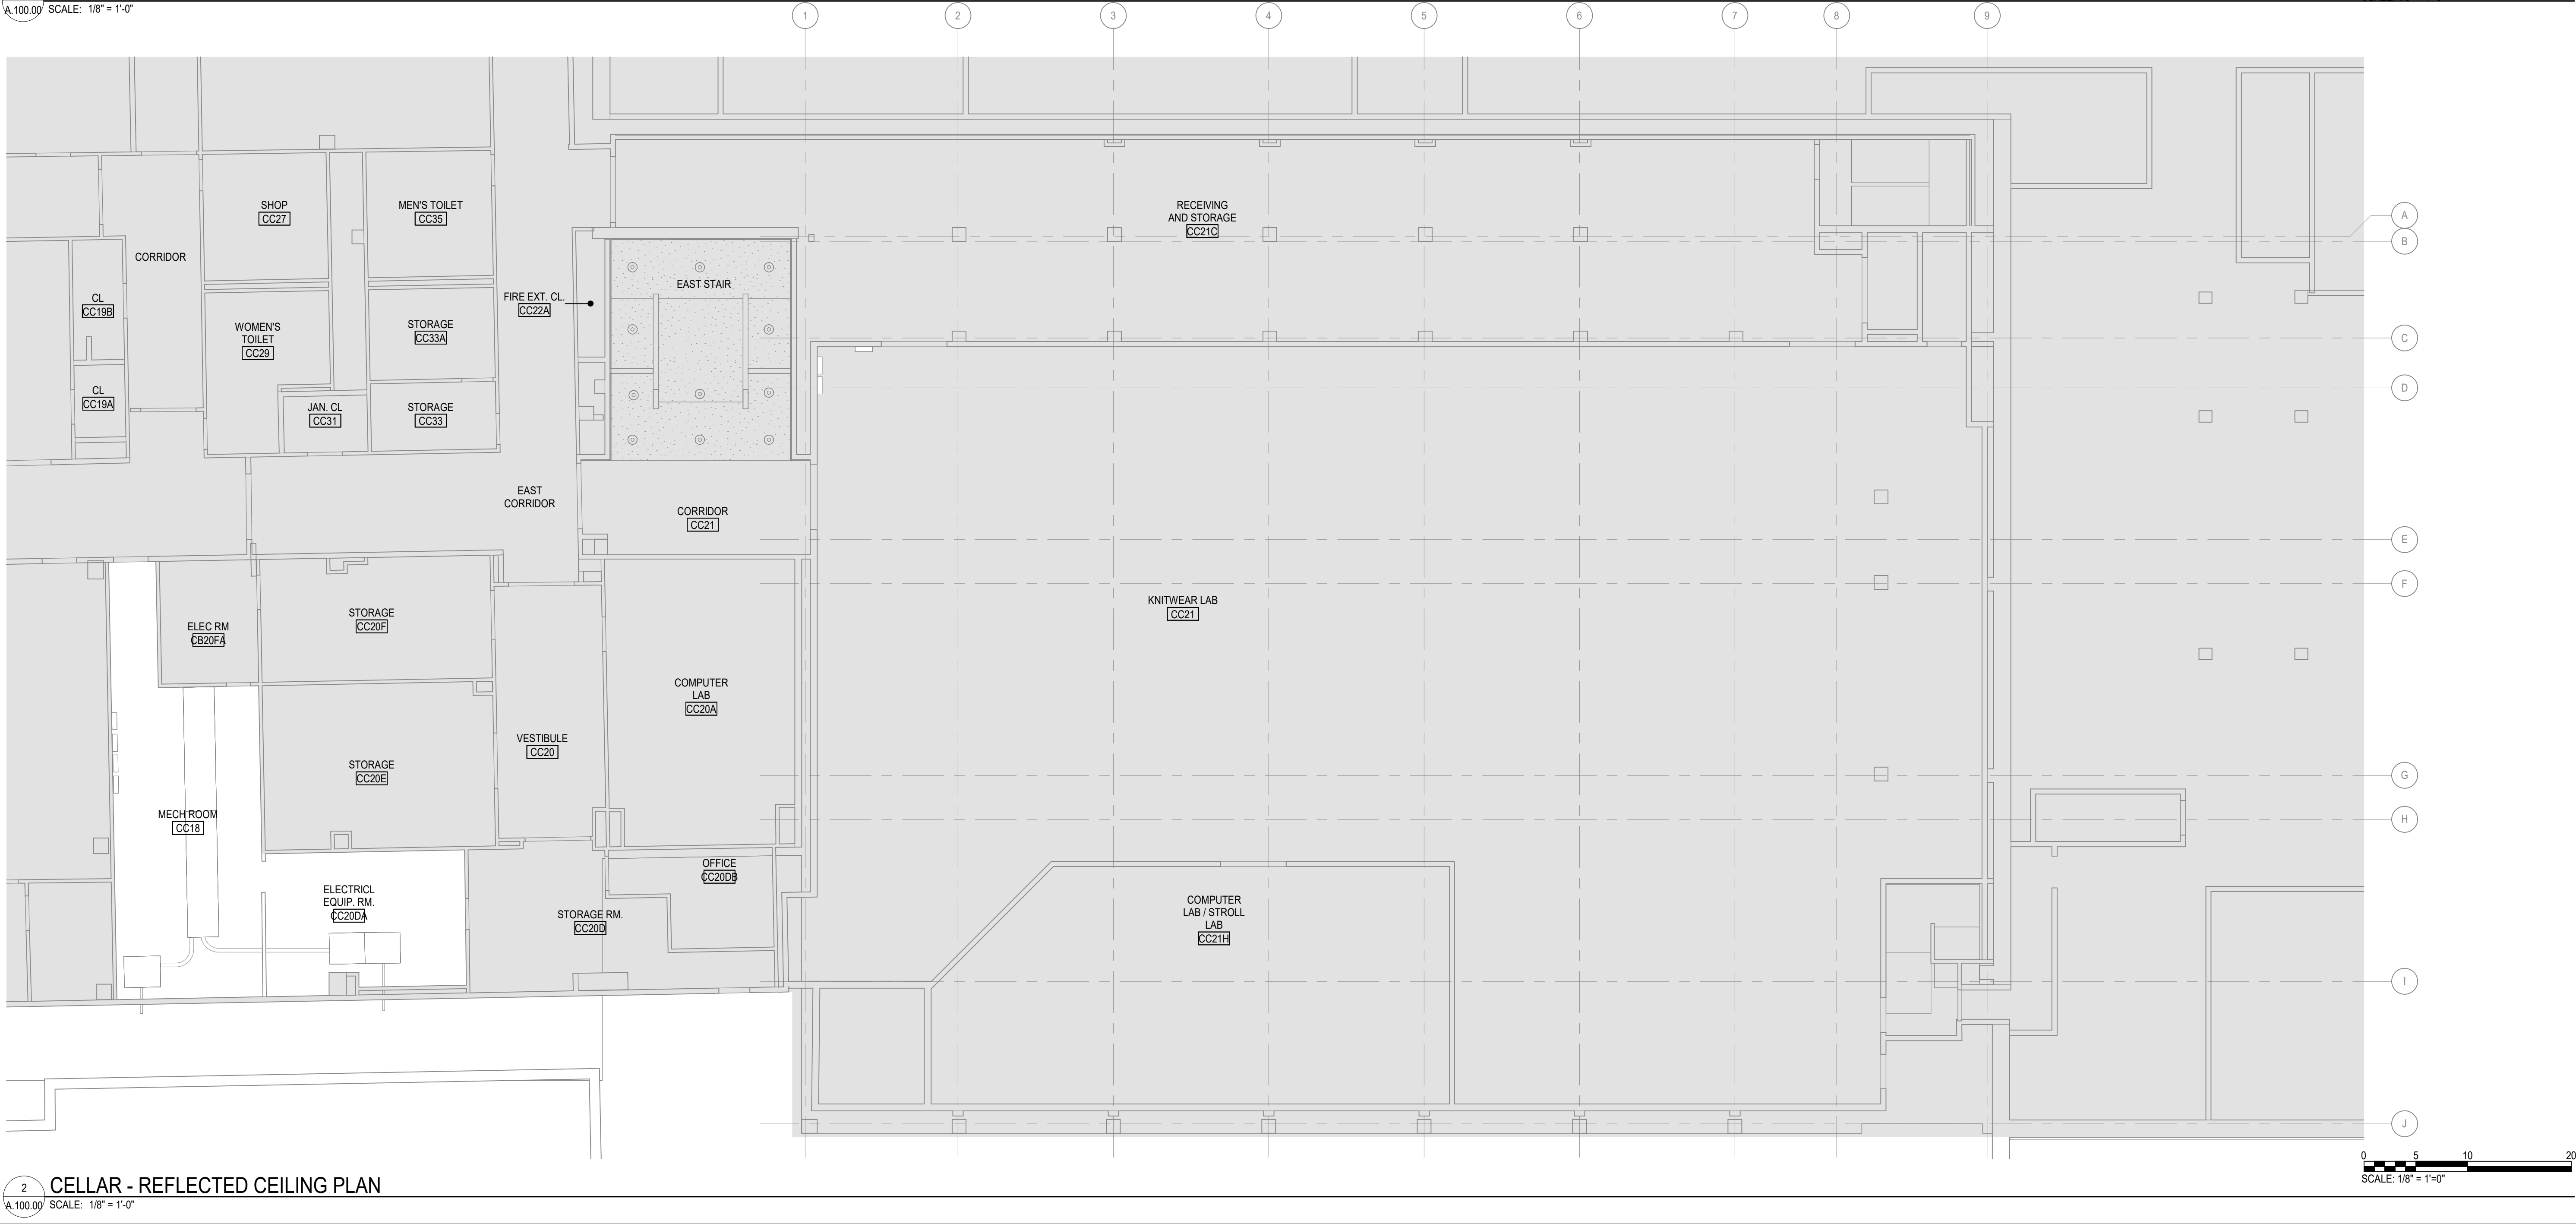 A.100.00 SCALE: 1/8" = 1'-0"
1 2 3 4 5 6 7 8 9
SHOP
CC27
MEN'S TOILET
CC35
RECEIVING
AND STORAGE
CC21C
A
B
CORRIDOR
EAST STAIR
CL
CC19B
FIRE EXT. CL.
CC22A
WOMEN'S
TOILET
CC29
STORAGE
CC33A
C
D
CL
CC19A
JAN. CL
CC31
STORAGE
CC33
EAST
CORRIDOR
CORRIDOR
CC21
E
F
KNITWEAR LAB
CC21
STORAGE
CC20F
ELEC RM
CB20FA
COMPUTER
LAB
CC20A
VESTIBULE
CC20
STORAGE
CC20E
G
H
MECH ROOM
CC18
OFFICE
CC20DB
ELECTRICL
EQUIP. RM.
CC20DA
STORAGE RM.
CC20D
COMPUTER
LAB / STROLL
LAB
CC21H
I
J
0 5 10 20
SCALE: 1/8" = 1'=0"
2 CELLAR - REFLECTED CEILING PLAN
A.100.00 SCALE: 1/8" = 1'-0"